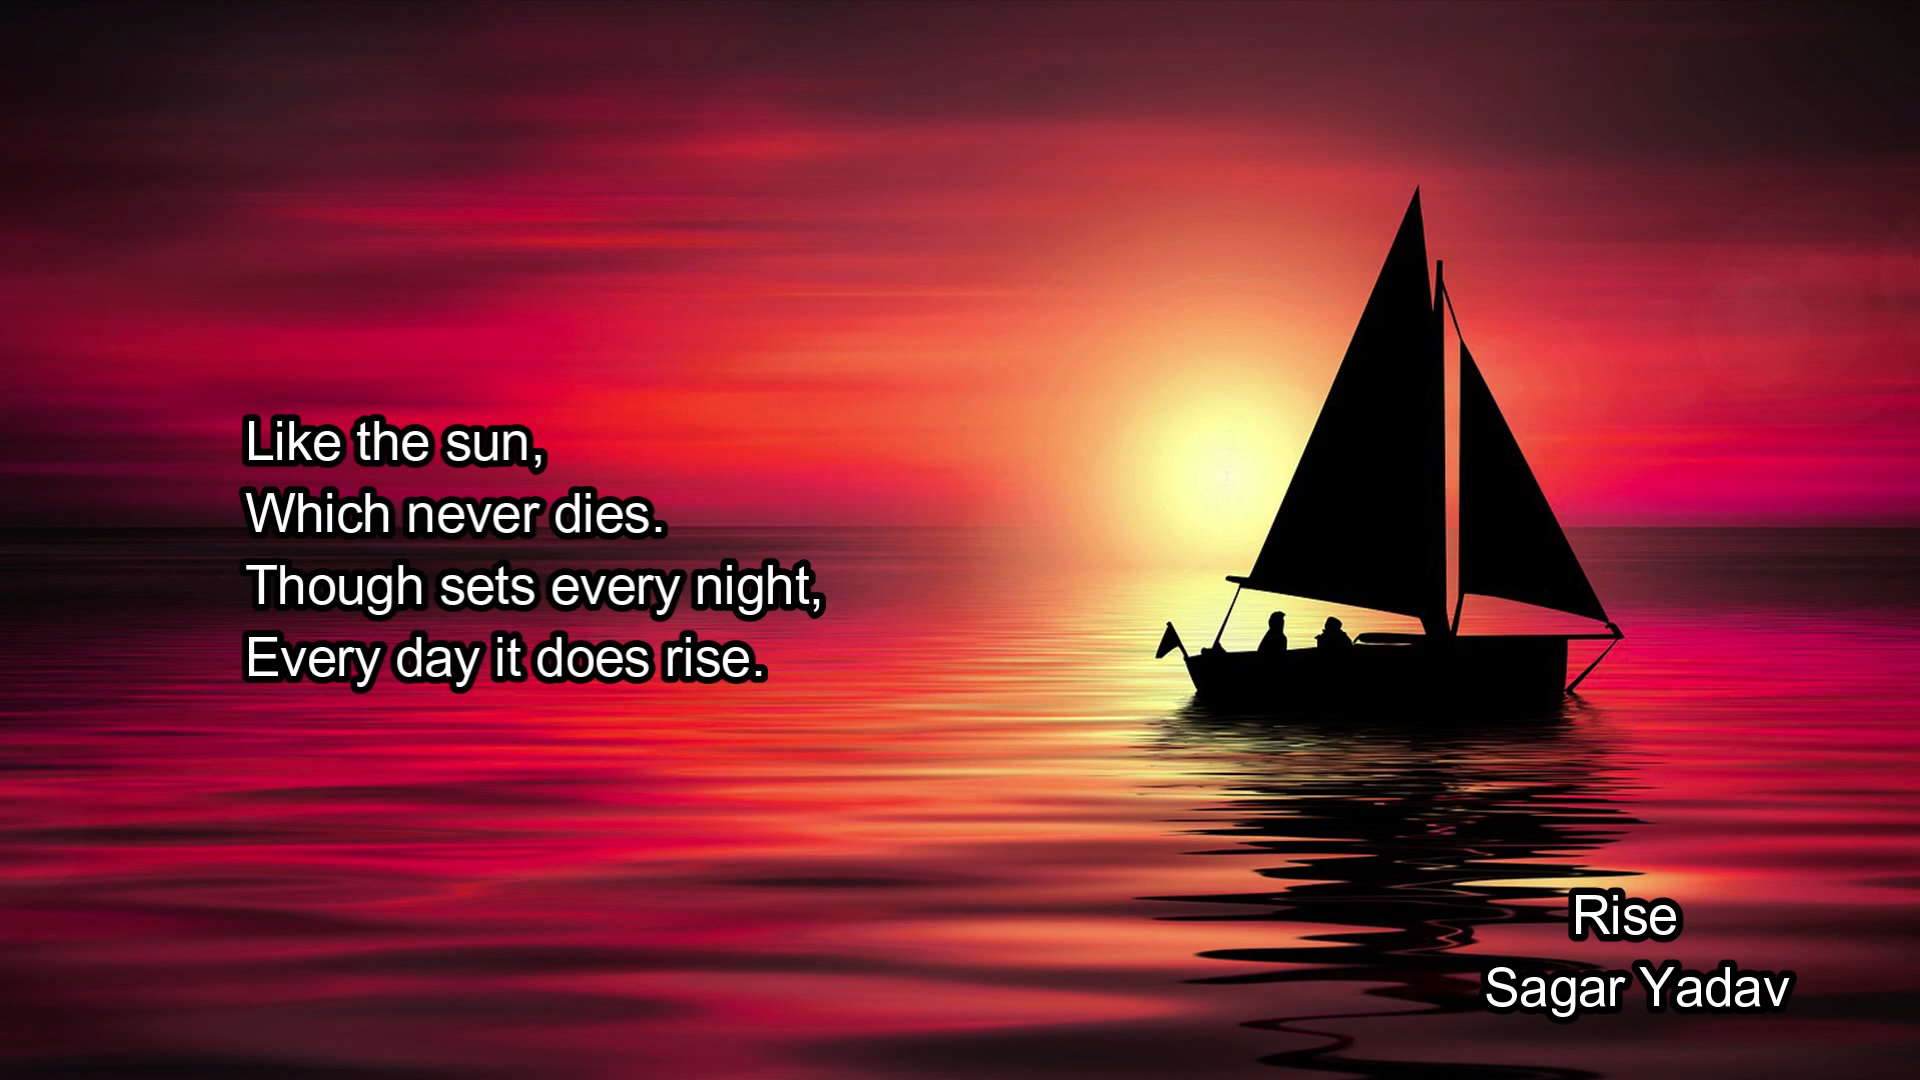 Like the sun,
Which never dies.
Though sets every night,
Every day it does rise.
Rise
Sagar Yadav